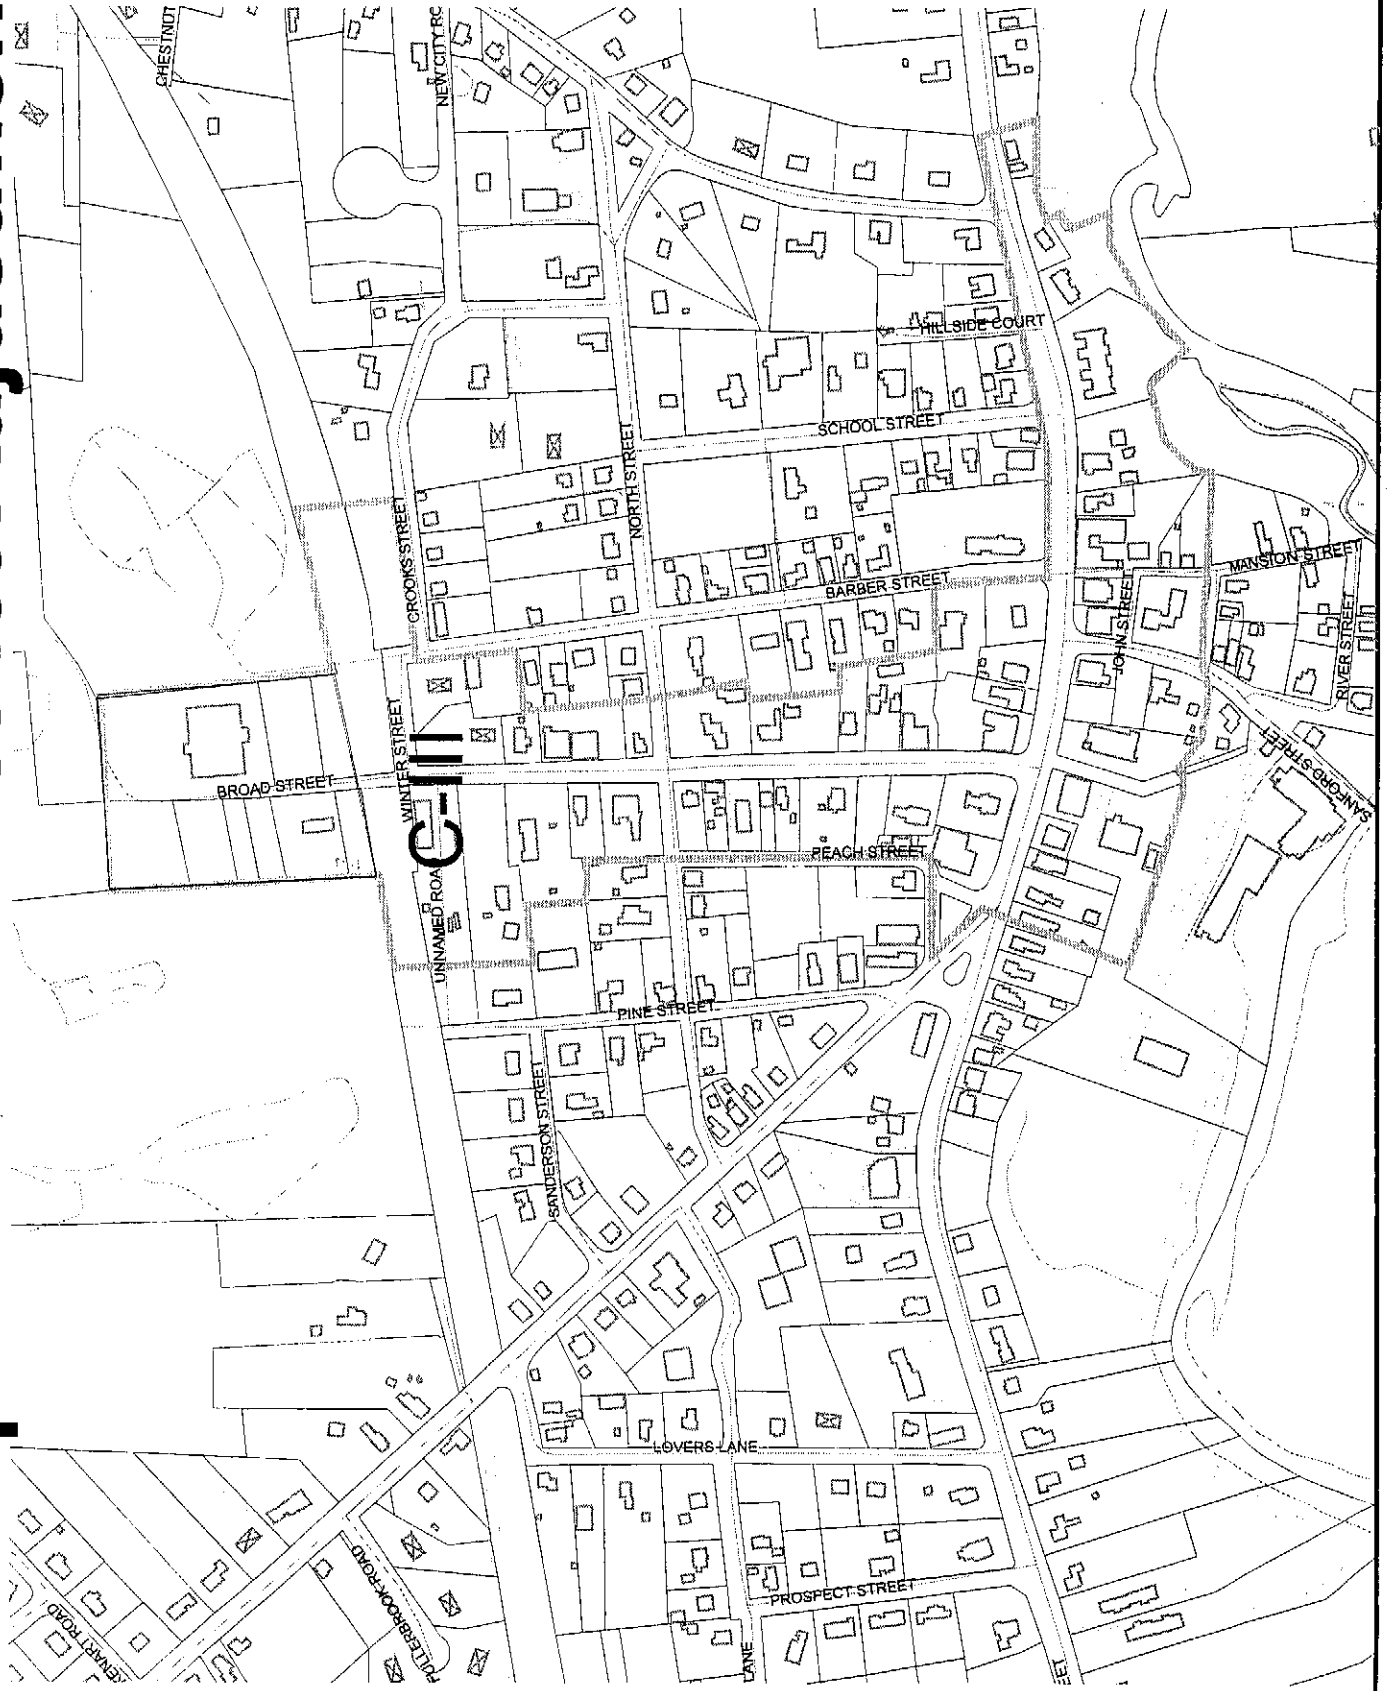 CHESTNUT
NEW CITY RO
HILLSIDE COURT
SCHOOL STREET
NORTH STREET
CROOKS STREET
BARBER STREET
MANSION STREET
JOHN STREET
RIVER STREET
WINTER STREET
C-III
BROAD STREET
SANFORD STREET
PEACH STREET
UNNAMED ROA
PINE STREET
SANDERSON STREET
LOVERS LANE
FULLERBROOK ROAD
PROSPECT STREET
ENART ROAD
LANE
EET